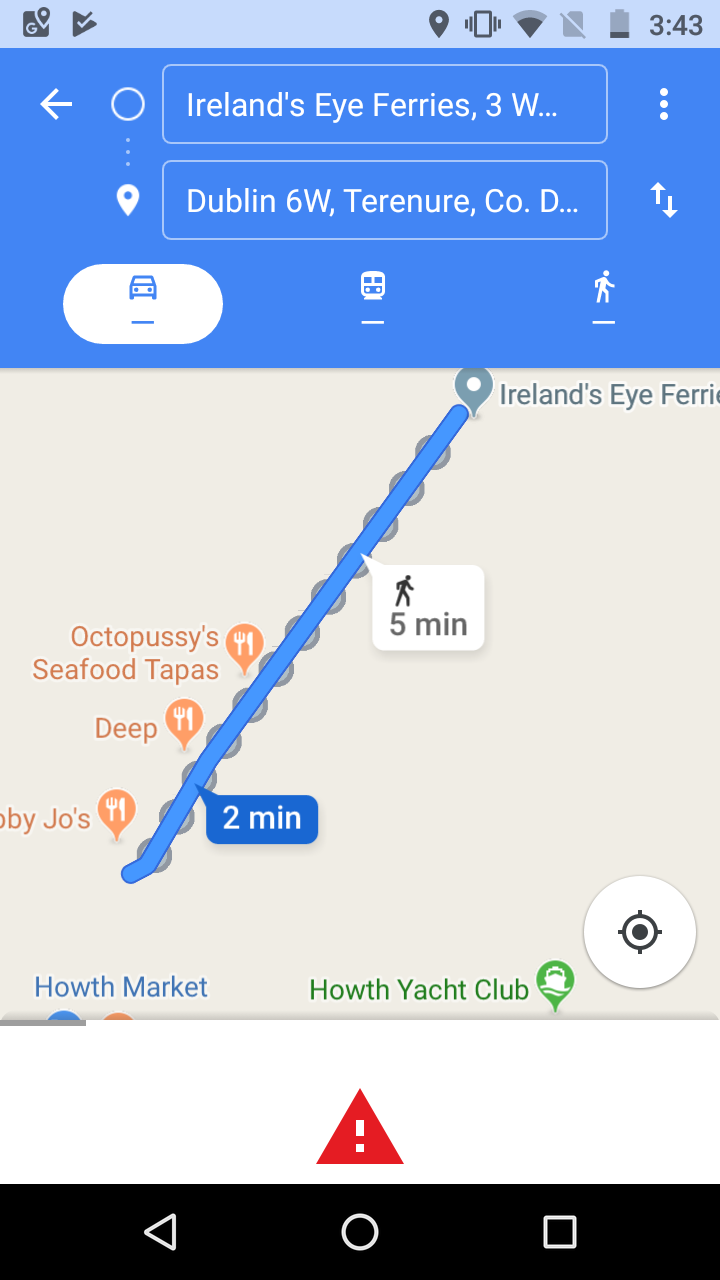 3:43
Ireland's Eye Ferries, 3 W...
Dublin 6W, Terenure, Co. D...
Ireland's Eye Ferrie
5 min
Octopussy's
Seafood Tapas
Deep
2 min
by Jo's
Howth Market
Howth Yacht Club